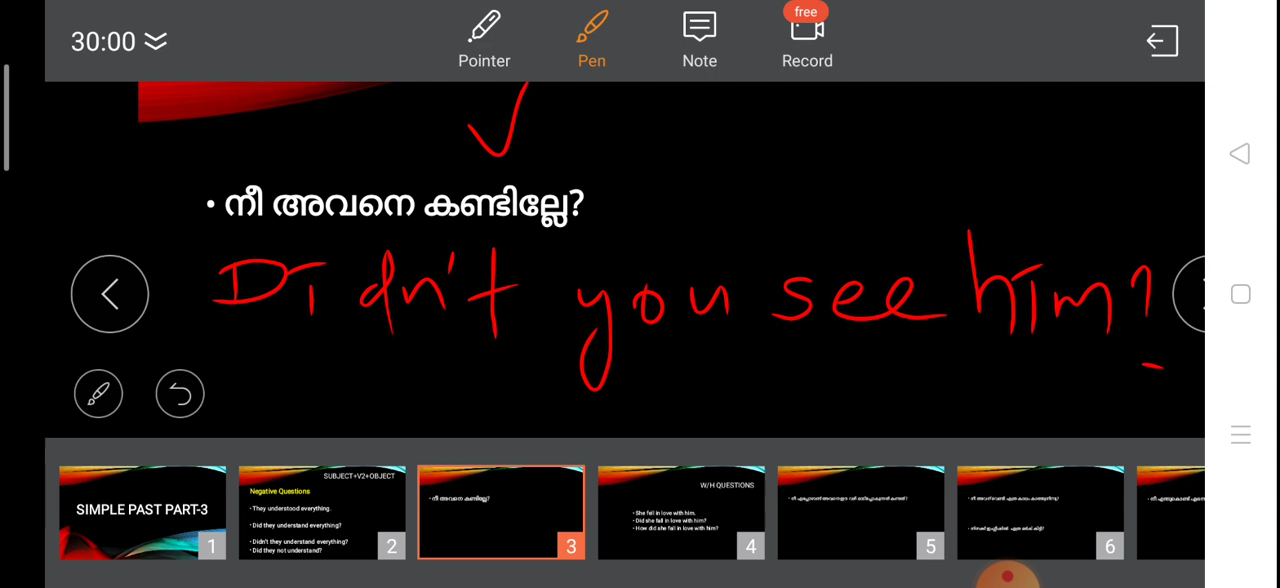 30:00
free
Pointer
Pen
Note
Record
• നീ അവനെ കണ്ടില്ലേ?
Didn't you see him?
SIMPLE PAST PART-3
1
SUBJECT+V2+OBJECT
Negative Questions
• They understood everything.
• Did they understand everything?
• Didn't they understand everything?
• Did they not understand?
2
• നീ അവനെ കണ്ടില്ലേ?
3
W/H QUESTIONS
• She fell in love with him.
• Did she fall in love with him?
• How did she fall in love with him?
4
5
6